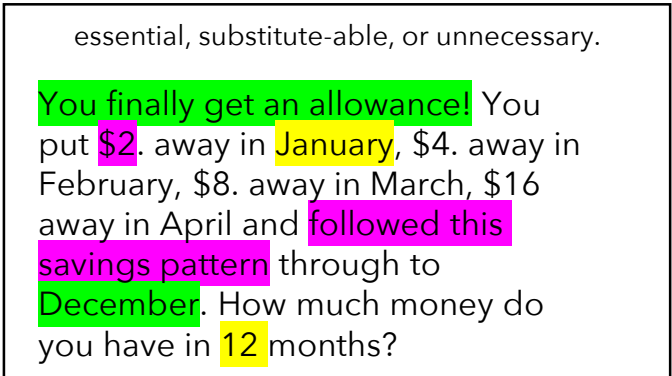 essential, substitute-able, or unnecessary.
You finally get an allowance! You
put $2. away in January, $4. away in
February, $8. away in March, $16
away in April and followed this
savings pattern through to
December. How much money do
you have in 12 months?